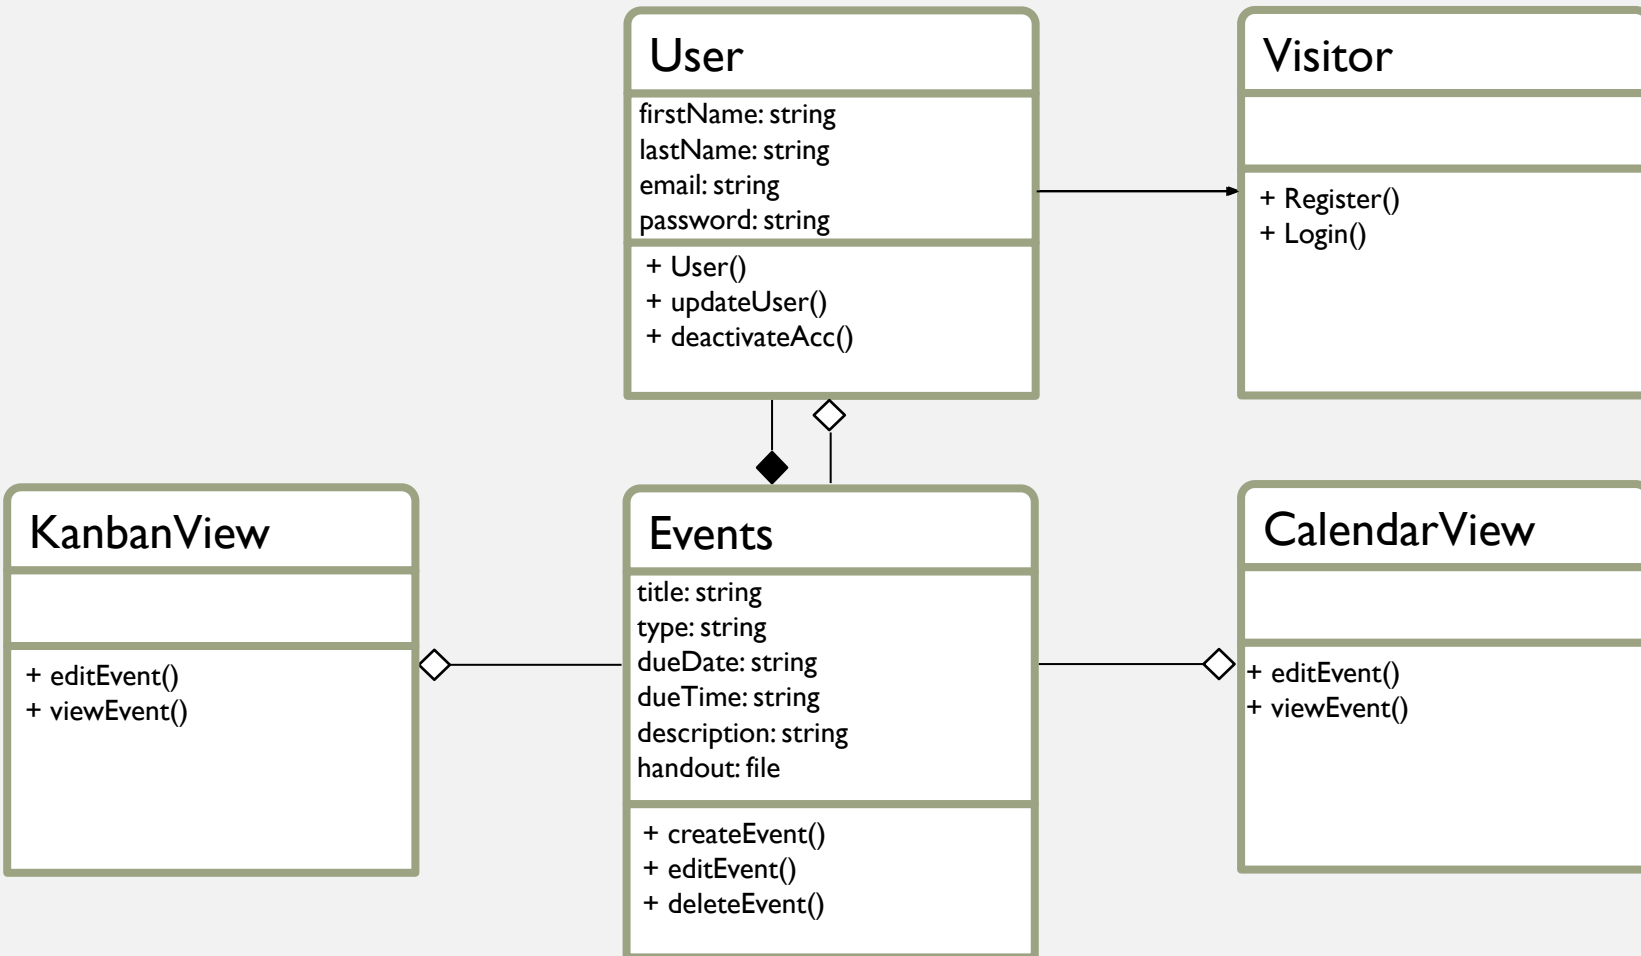 User
firstName: string
lastName: string
email: string
password: string
+ User()
+ updateUser()
+ deactivateAcc()
Visitor
+ Register()
+ Login()
KanbanView
+ editEvent()
+ viewEvent()
Events
title: string
type: string
dueDate: string
dueTime: string
description: string
handout: file
+ createEvent()
+ editEvent()
+ deleteEvent()
CalendarView
+ editEvent()
+ viewEvent()